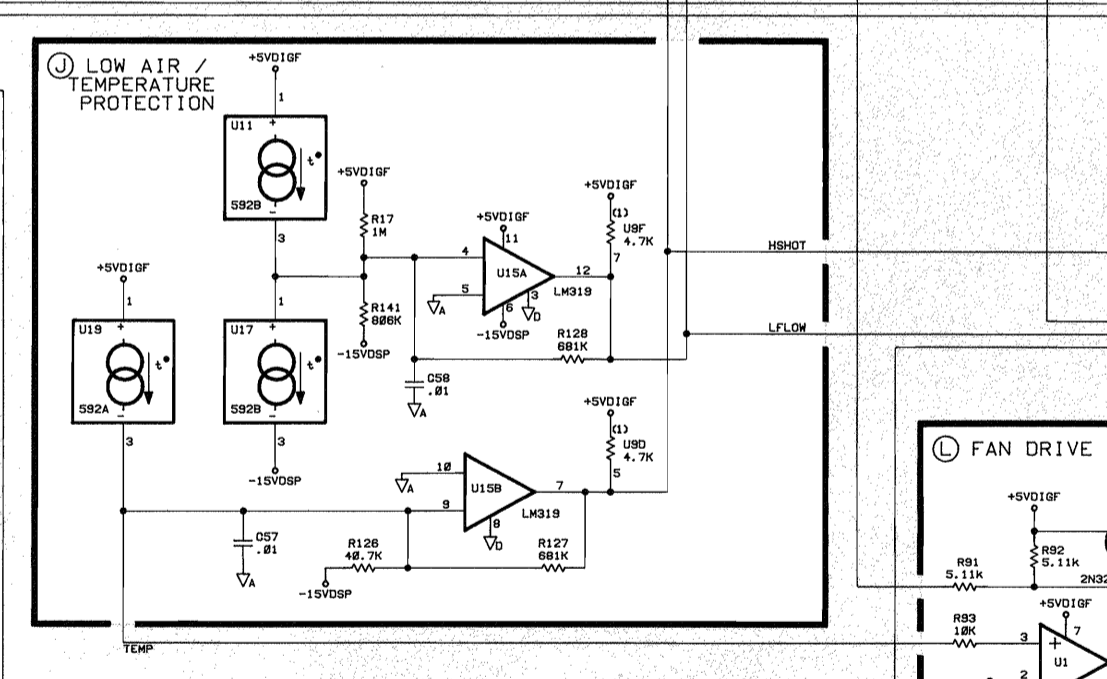 J LOW AIR /
TEMPERATURE
PROTECTION
+5VDIGF
1
U11
+
t°
592B
-
3
+5VDIGF
R17
1M
R141
806K
-15VDSP
+5VDIGF
11
4
5
U15A
12
LM319
6
3
A
D
-15VDSP
+5VDIGF
(1)
U9F
4.7K
7
HSHOT
LFLOW
R128
681K
C58
.01
A
+5VDIGF
1
U19
+
t°
592A
-
3
1
U17
+
t°
592B
-
3
-15VDSP
+5VDIGF
(1)
U9D
4.7K
5
10
A
9
U15B
7
LM319
8
D
C57
.01
A
R126
40.7K
-15VDSP
R127
681K
TEMP
L FAN DRIVE
+5VDIGF
R92
5.11K
R91
5.11k
2N32
+5VDIGF
R93
10K
3
+
7
U1
2